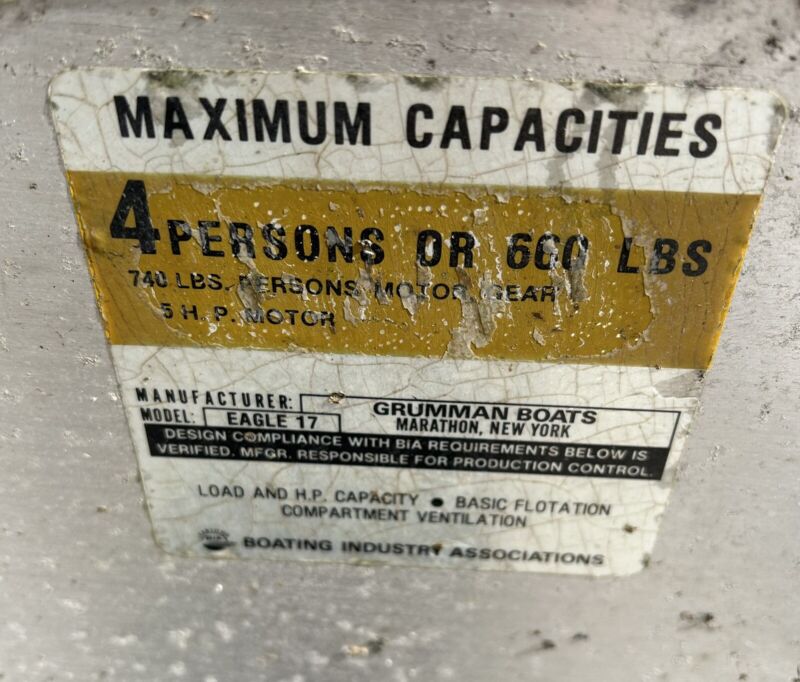 MAXIMUM CAPACITIES
4 PERSONS OR 660 LBS
740 LBS. PERSONS, MOTOR, GEAR
5 H. P. MOTOR
MANUFACTURER: GRUMMAN BOATS
MARATHON, NEW YORK
MODEL: EAGLE 17
DESIGN COMPLIANCE WITH BIA REQUIREMENTS BELOW IS
VERIFIED. MFGR. RESPONSIBLE FOR PRODUCTION CONTROL.
LOAD AND H.P. CAPACITY ● BASIC FLOTATION
COMPARTMENT VENTILATION
BOATING INDUSTRY ASSOCIATIONS